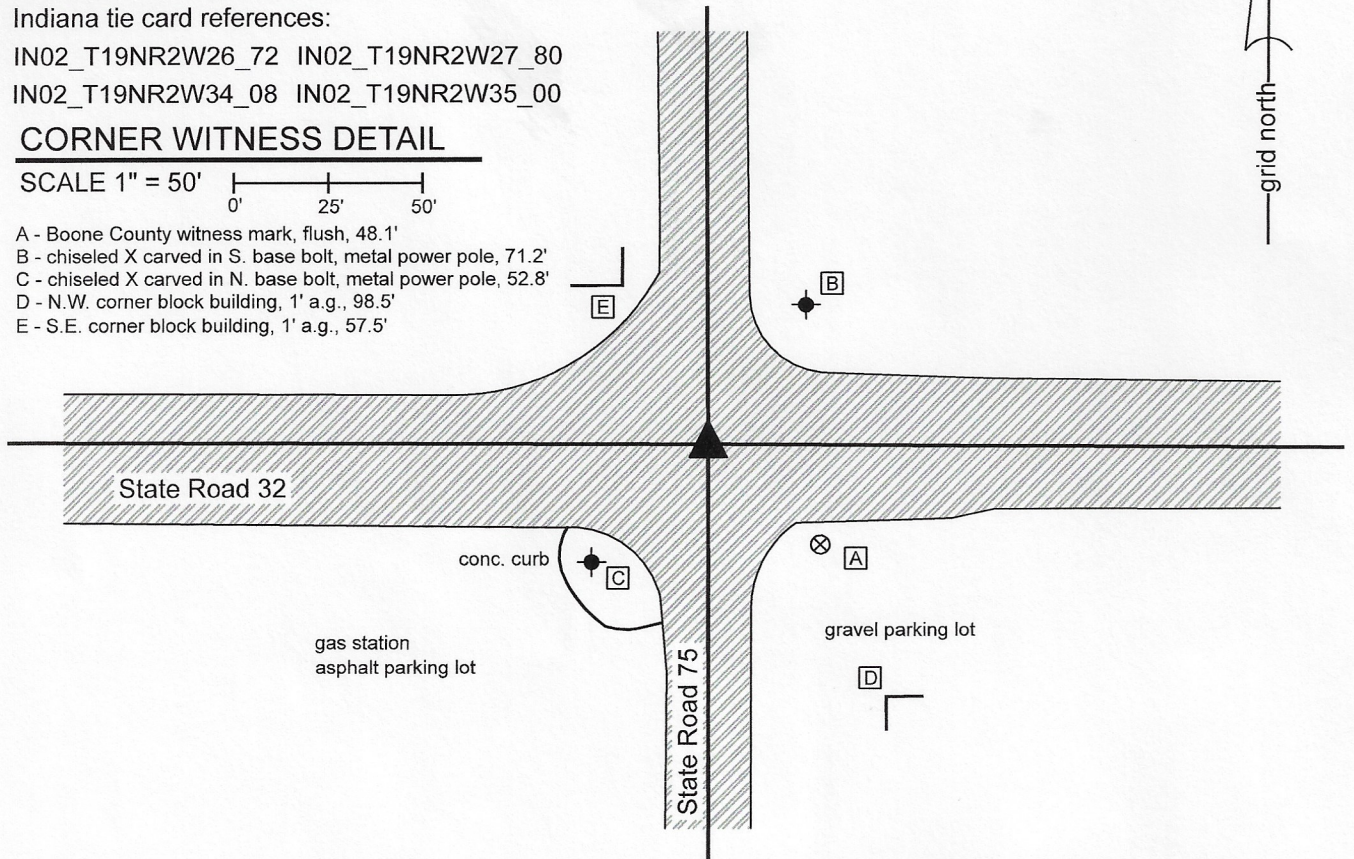 Indiana tie card references:
IN02_T19NR2W26_72 IN02_T19NR2W27_80
IN02_T19NR2W34_08 IN02_T19NR2W35_00
CORNER WITNESS DETAIL
SCALE 1" = 50'
0' 25' 50'
A - Boone County witness mark, flush, 48.1'
B - chiseled X carved in S. base bolt, metal power pole, 71.2'
C - chiseled X carved in N. base bolt, metal power pole, 52.8'
D - N.W. corner block building, 1' a.g., 98.5'
E - S.E. corner block building, 1' a.g., 57.5'
grid north
E
B
State Road 32
conc. curb
C
A
gas station
asphalt parking lot
gravel parking lot
D
State Road 75